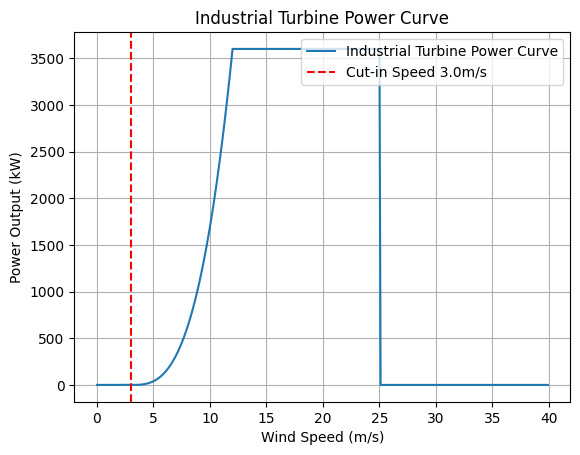 Industrial Turbine Power Curve
Industrial Turbine Power Curve
Cut-in Speed 3.0m/s
Power Output (kW)
3500
3000
2500
2000
1500
1000
500
0
0 5 10 15 20 25 30 35 40
Wind Speed (m/s)